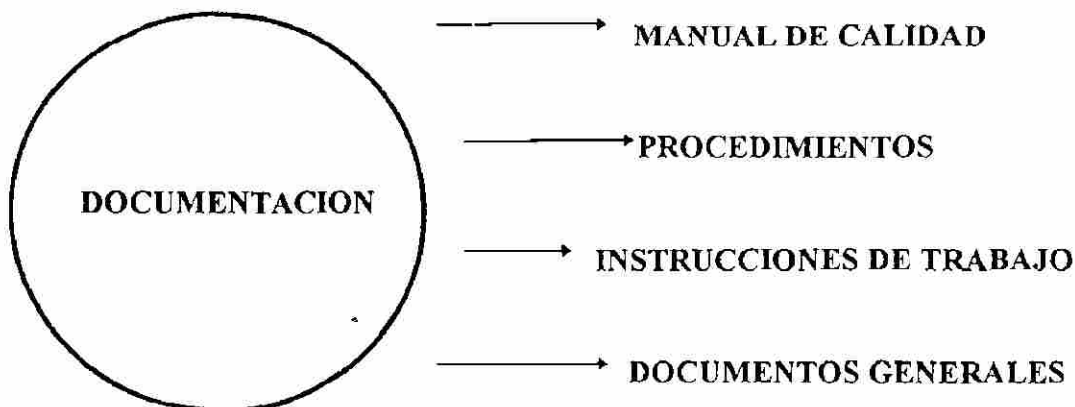 MANUAL DE CALIDAD
PROCEDIMIENTOS
DOCUMENTACION
INSTRUCCIONES DE TRABAJO
DOCUMENTOS GENERALES